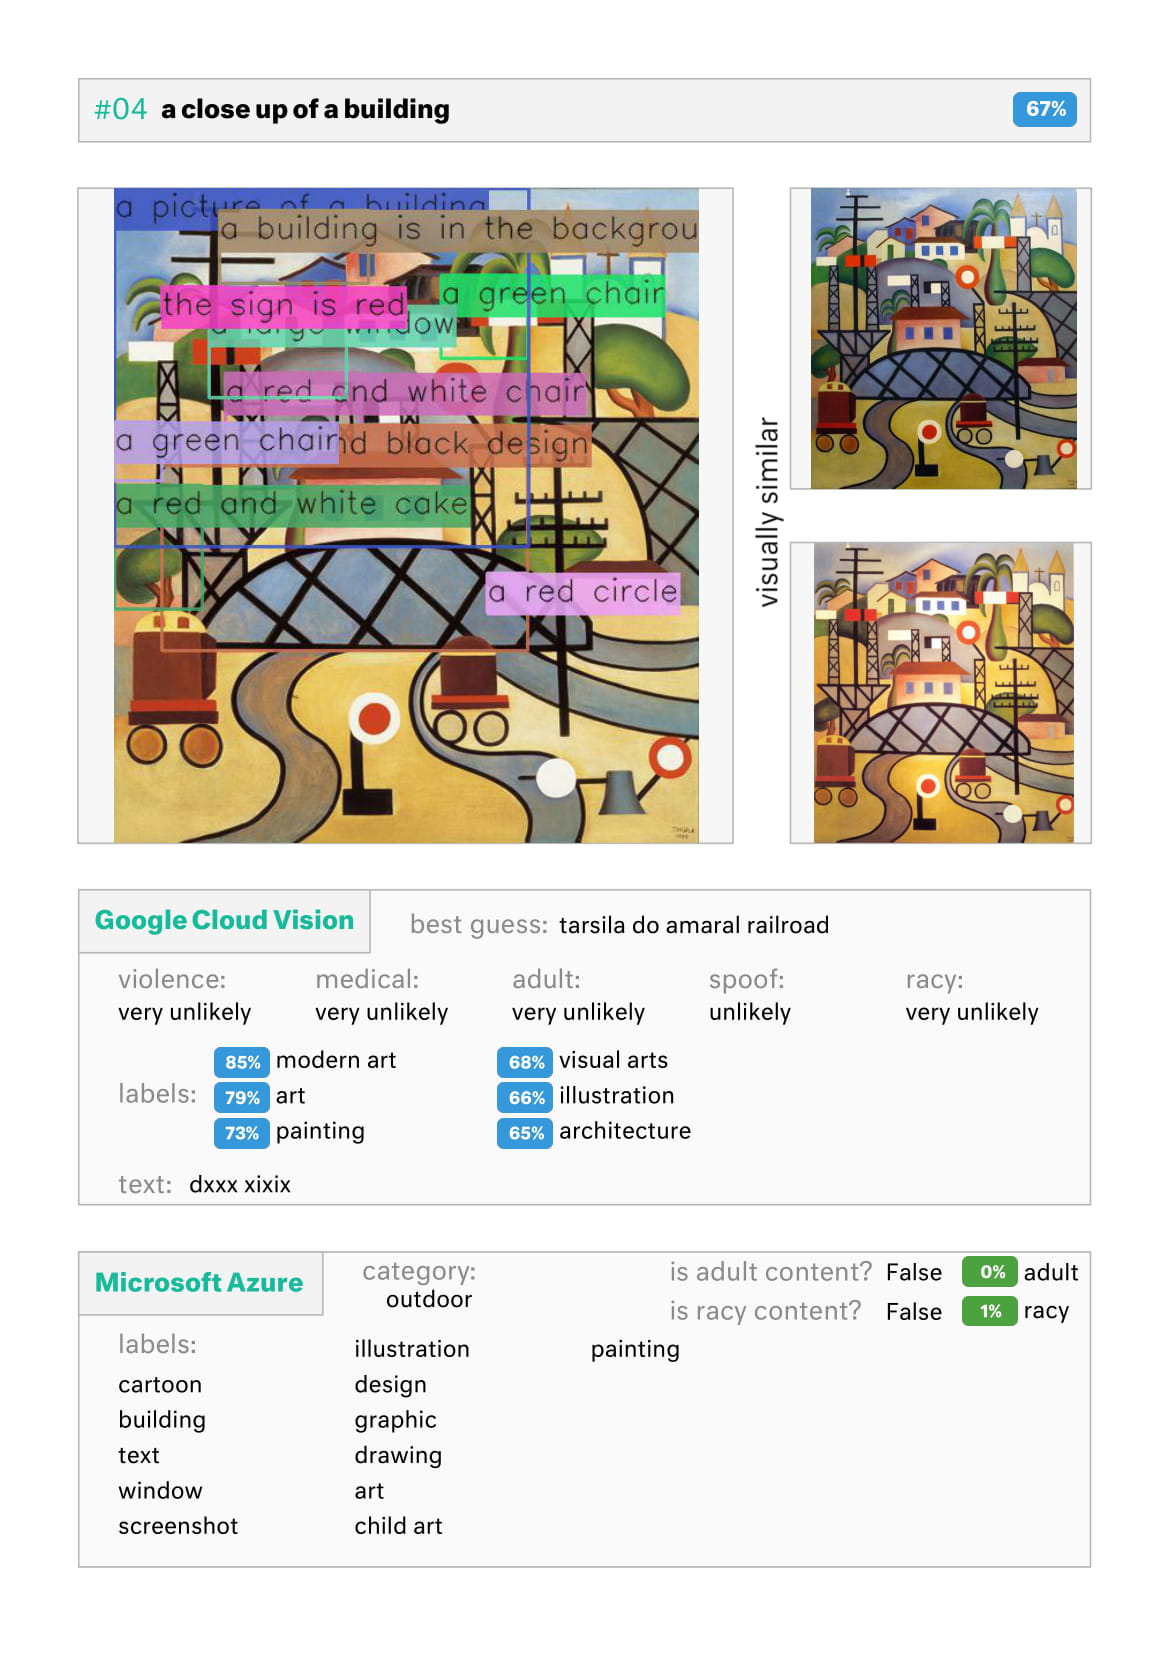 #04 a close up of a building
67%
a picture of a building
a building is in the backgrou
the sign is red
a green chair
a large window
a red and white chair
a green chair
nd black design
a red and white cake
a red circle
visually similar
Google Cloud Vision
best guess: tarsila do amaral railroad
violence: medical: adult: spoof: racy:
very unlikely very unlikely very unlikely unlikely very unlikely
labels:
85% modern art 68% visual arts
79% art 66% illustration
73% painting 65% architecture
text: dxxx xixix
Microsoft Azure
category:
outdoor
is adult content? False 0% adult
is racy content? False 1% racy
labels: illustration painting
cartoon design
building graphic
text drawing
window art
screenshot child art